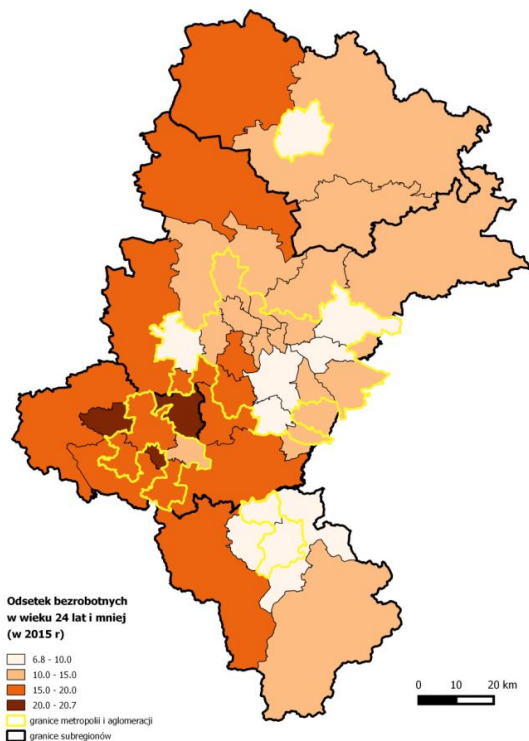 Odsetek bezrobotnych
w wieku 24 lat i mniej
(w 2015 r)
6.8 - 10.0
10.0 - 15.0
15.0 - 20.0
20.0 - 20.7
granice metropolii i aglomeracji
granice subregionów
0 10 20 km